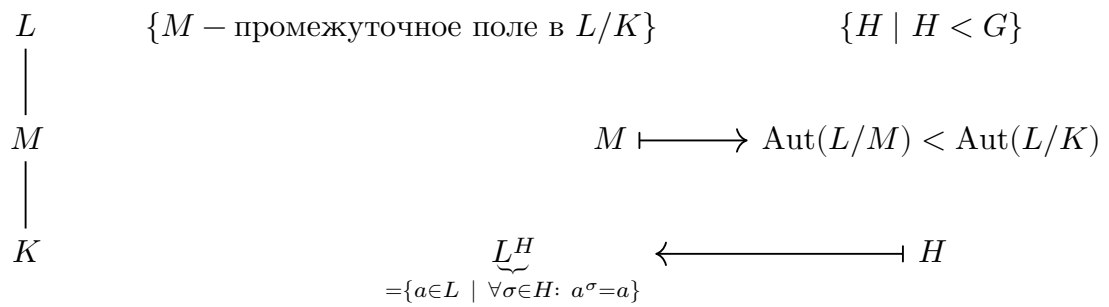 L {M − промежуточное поле в L/K} {H | H < G}
M M ⟼ Aut(L/M) < Aut(L/K)
K L^H ⟻ H
={a∈L | ∀σ∈H: a^σ=a}